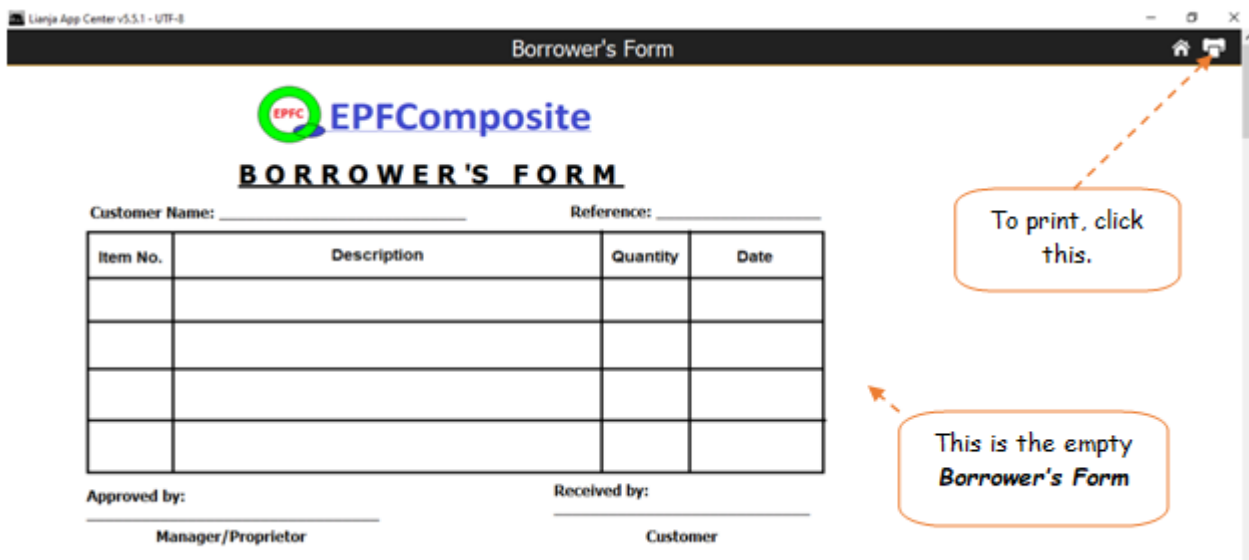 Lianja App Center v5.5.1 - UTF-8
Borrower's Form
EPFC EPFComposite
BORROWER'S FORM
Customer Name: Reference:
Item No. Description Quantity Date
To print, click
this.
This is the empty
Borrower's Form
Approved by: Received by:
Manager/Proprietor Customer